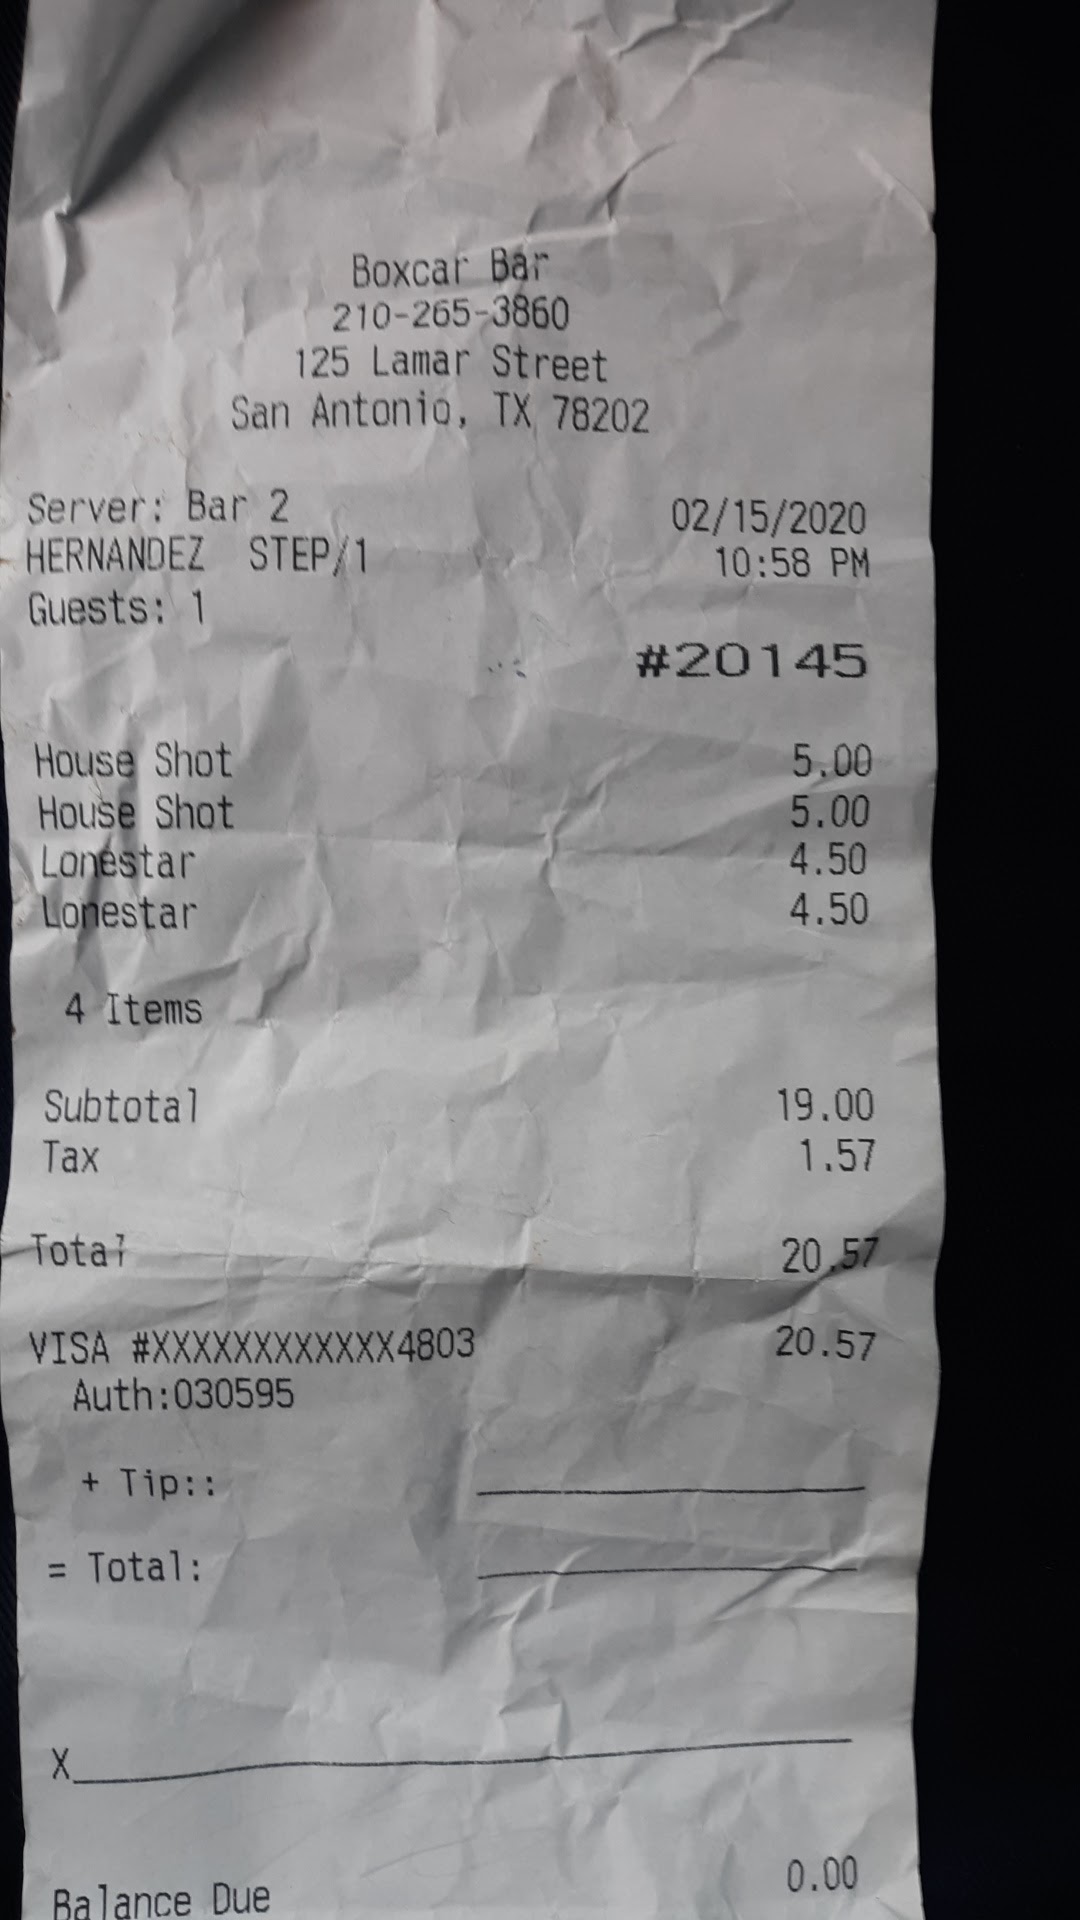 Boxcar Bar
210-265-3860
125 Lamar Street
San Antonio, TX 78202
Server: Bar 2 02/15/2020
HERNANDEZ STEP/1 10:58 PM
Guests: 1
#20145
House Shot 5.00
House Shot 5.00
Lonestar 4.50
Lonestar 4.50
4 Items
Subtotal 19.00
Tax 1.57
Total 20.57
VISA #XXXXXXXXXXXX4803 20.57
Auth:030595
+ Tip::
= Total:
X
Balance Due 0.00